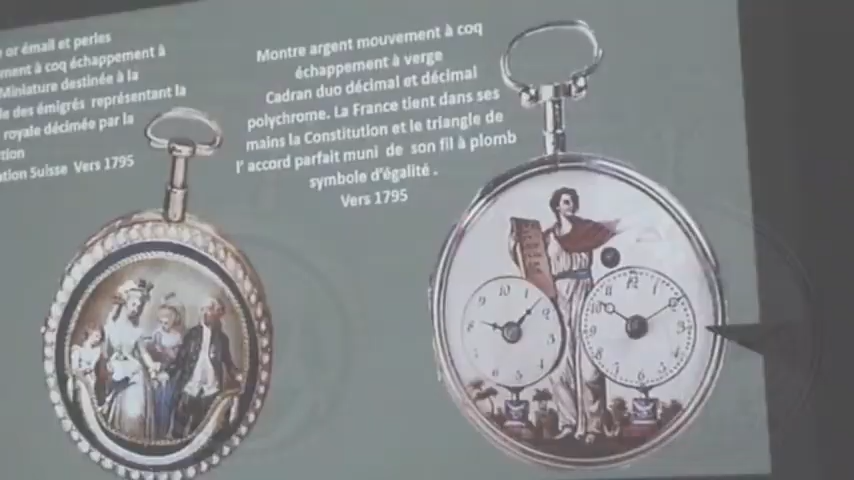 or émail et perles
ment à coq échappement à
Miniature destinée à la
le des émigrés représentant la
royale décimée par la
tion
ation Suisse Vers 1795
Montre argent mouvement à coq
échappement à verge
Cadran duo décimal et décimal
polychrome. La France tient dans ses
mains la Constitution et le triangle de
l' accord parfait muni de son fil à plomb
symbole d'égalité .
Vers 1795